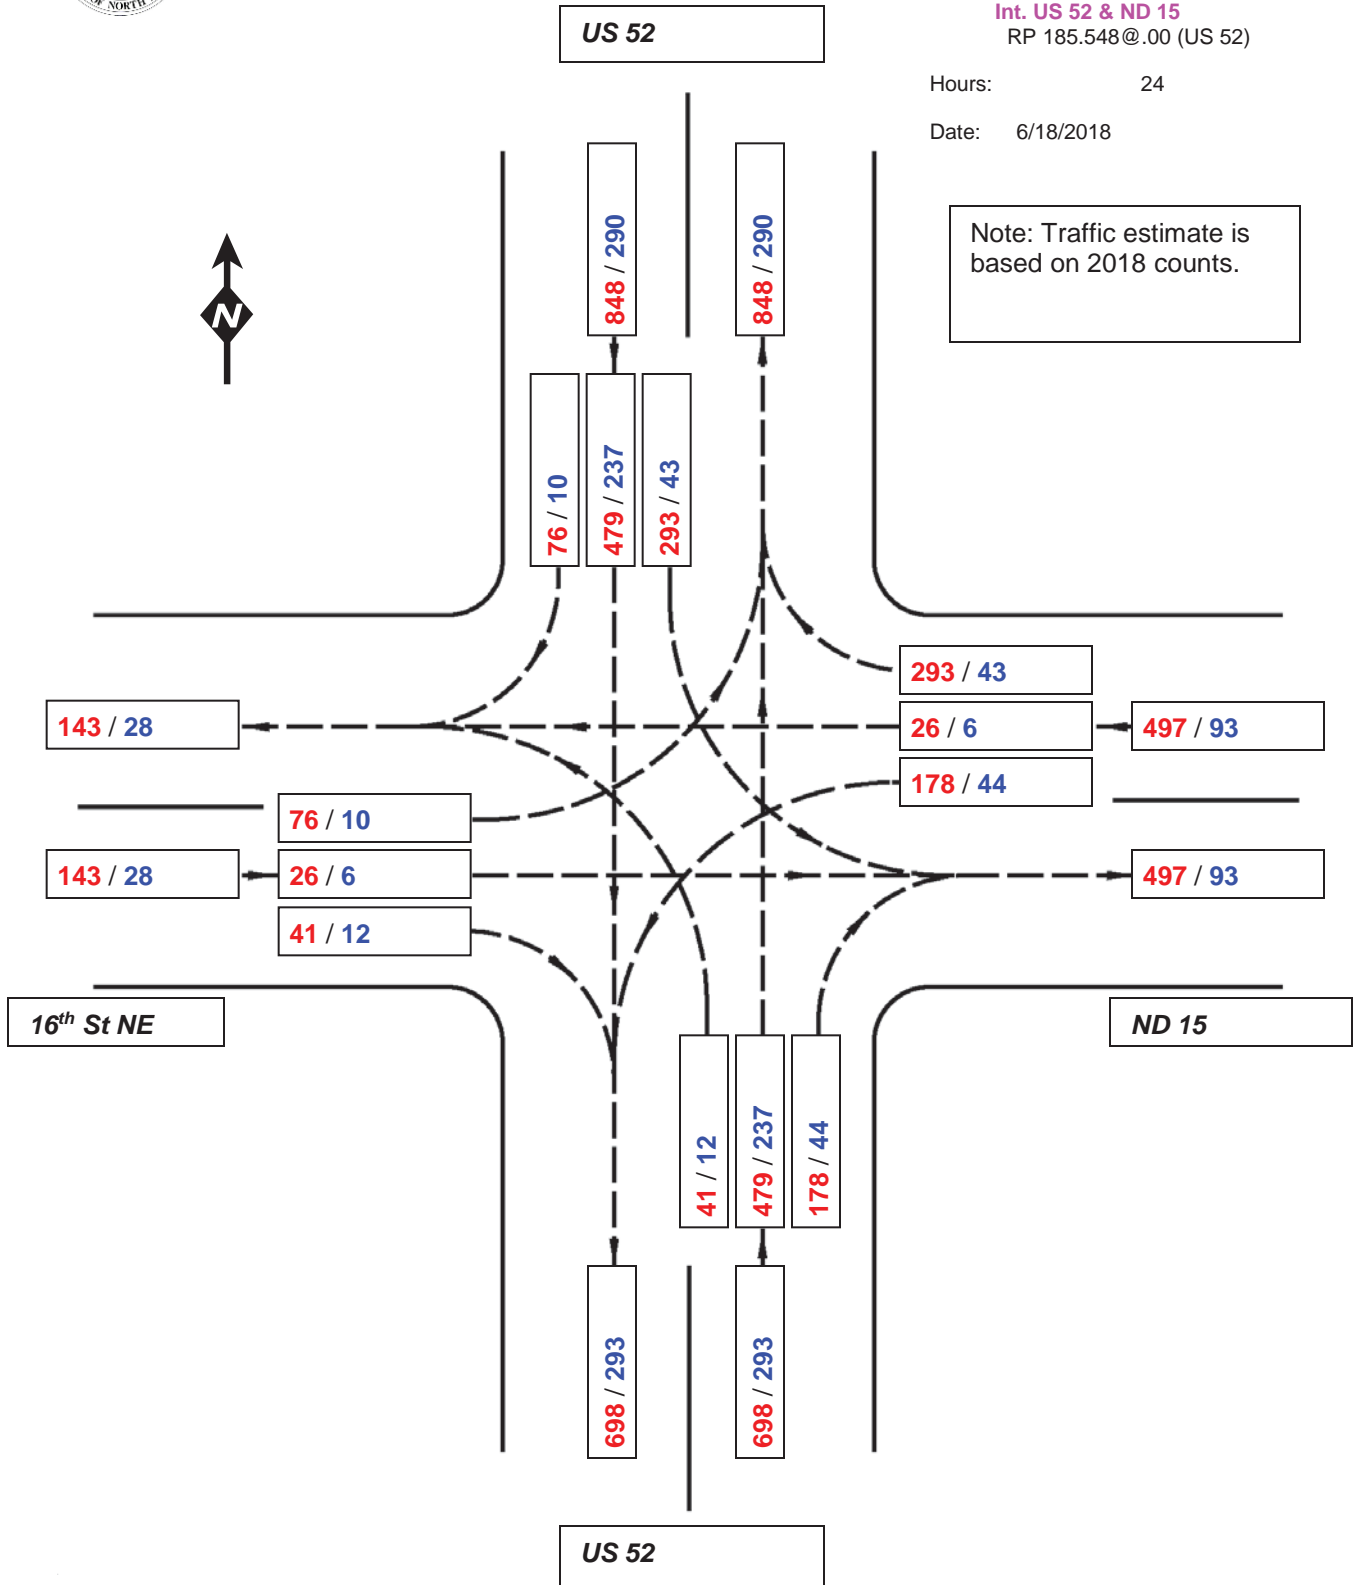 OF NORTH
US 52
Int. US 52 & ND 15
RP 185.548@.00 (US 52)
Hours: 24
Date: 6/18/2018
Note: Traffic estimate is
based on 2018 counts.
848 / 290
848 / 290
N
76 / 10
479 / 237
293 / 43
293 / 43
143 / 28
26 / 6
497 / 93
178 / 44
76 / 10
143 / 28
26 / 6
497 / 93
41 / 12
16th St NE
ND 15
41 / 12
479 / 237
178 / 44
698 / 293
698 / 293
US 52